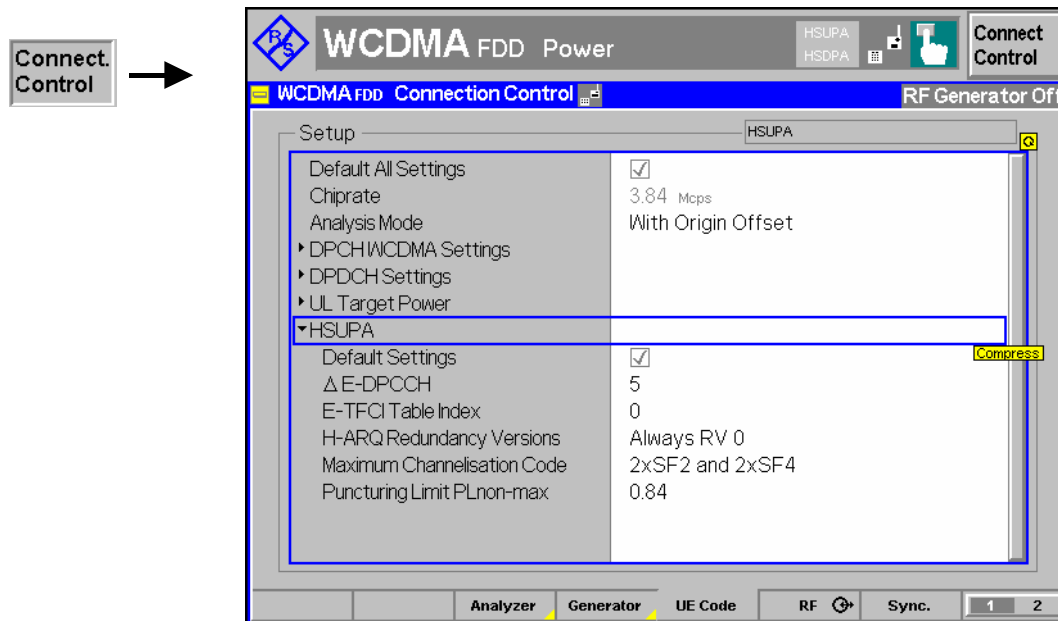 Connect.
Control
R&S
WCDMA FDD Power
HSUPA
HSDPA
Connect
Control
WCDMA FDD Connection Control
RF Generator Off
Setup
HSUPA
Default All Settings
Chiprate 3.84 Mcps
Analysis Mode With Origin Offset
DPCH WCDMA Settings
DPDCH Settings
UL Target Power
HSUPA
Compress
Default Settings
Δ E-DPCCH 5
E-TFCI Table Index 0
H-ARQ Redundancy Versions Always RV 0
Maximum Channelisation Code 2xSF2 and 2xSF4
Puncturing Limit PLnon-max 0.84
Analyzer Generator UE Code RF Sync. 1 2